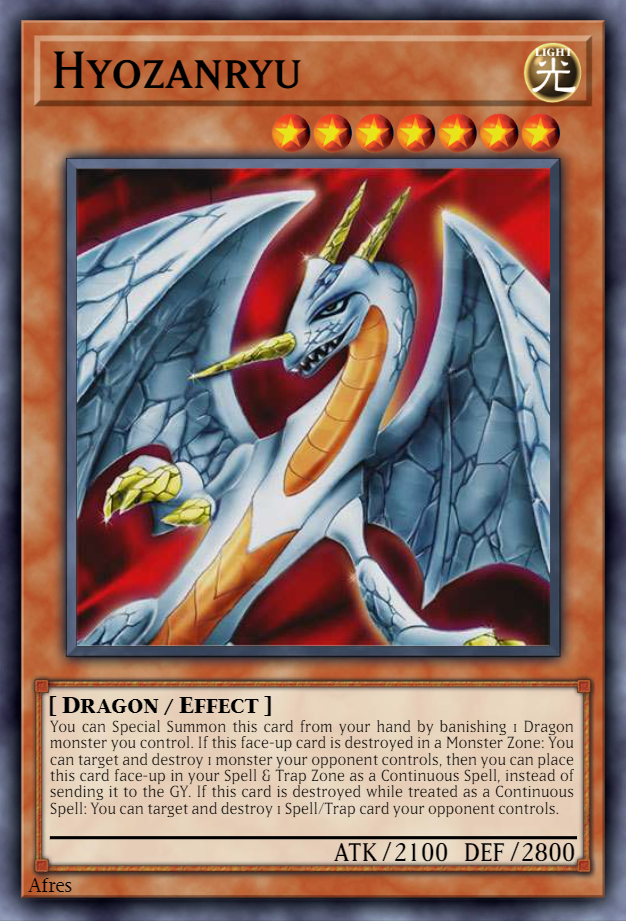 Hyozanryu
LIGHT
光
[ Dragon / Effect ]
You can Special Summon this card from your hand by banishing 1 Dragon
monster you control. If this face-up card is destroyed in a Monster Zone: You
can target and destroy 1 monster your opponent controls, then you can place
this card face-up in your Spell & Trap Zone as a Continuous Spell, instead of
sending it to the GY. If this card is destroyed while treated as a Continuous
Spell: You can target and destroy 1 Spell/Trap card your opponent controls.
ATK/2100 DEF/2800
Afres